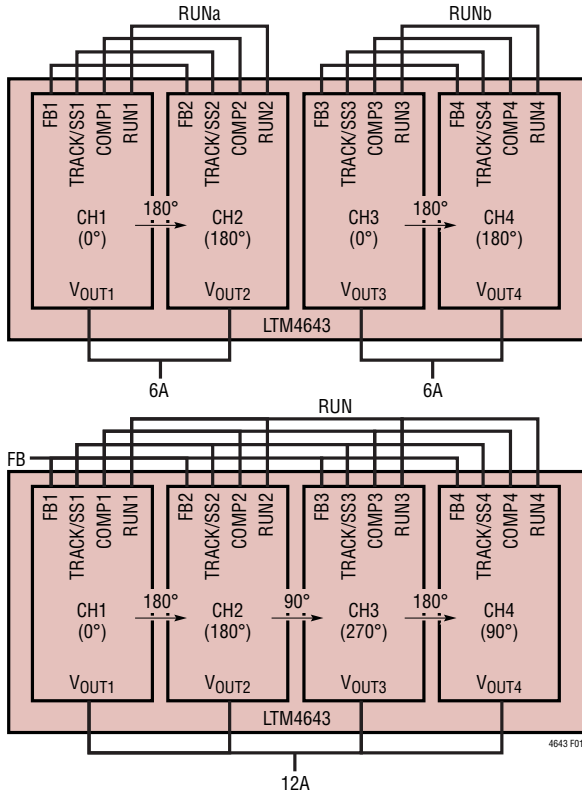 RUNa RUNb
FB1 TRACK/SS1 COMP1 RUN1 FB2 TRACK/SS2 COMP2 RUN2 FB3 TRACK/SS3 COMP3 RUN3 FB4 TRACK/SS4 COMP4 RUN4
180° 180°
CH1 CH2 CH3 CH4
(0°) (180°) (0°) (180°)
VOUT1 VOUT2 VOUT3 VOUT4
LTM4643
6A 6A
RUN
FB
FB1 TRACK/SS1 COMP1 RUN1 FB2 TRACK/SS2 COMP2 RUN2 FB3 TRACK/SS3 COMP3 RUN3 FB4 TRACK/SS4 COMP4 RUN4
180° 90° 180°
CH1 CH2 CH3 CH4
(0°) (180°) (270°) (90°)
VOUT1 VOUT2 VOUT3 VOUT4
LTM4643
4643 F01
12A